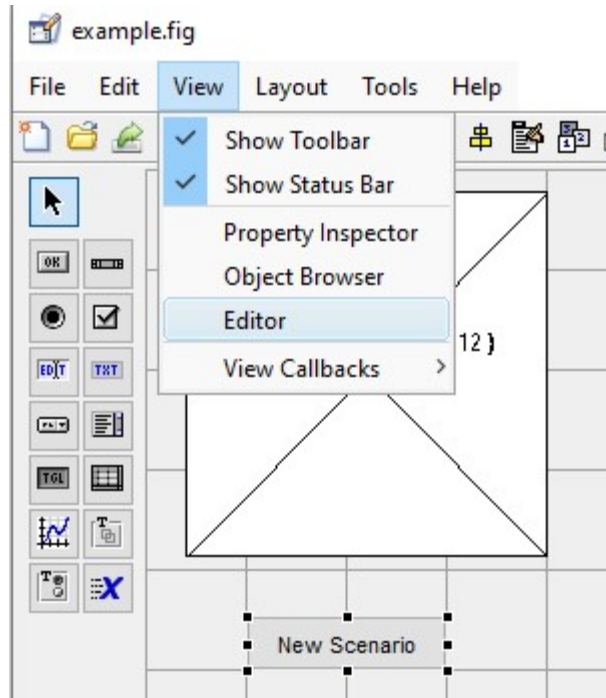 example.fig
File Edit View Layout Tools Help
Show Toolbar
Show Status Bar
Property Inspector
Object Browser
Editor
12 )
View Callbacks
OK
EDIT TXT
TGL
New Scenario